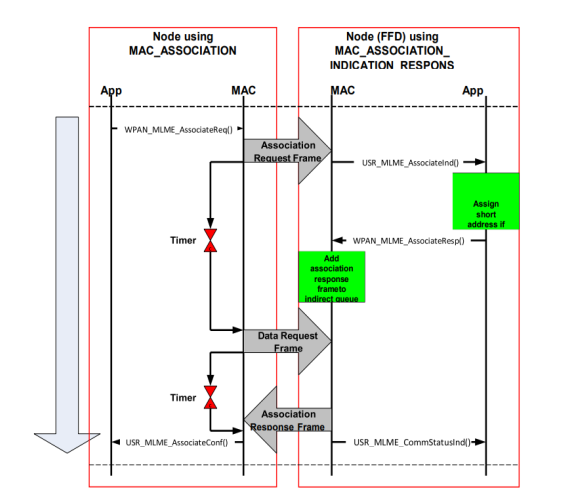 Node using
MAC_ASSOCIATION
Node (FFD) using
MAC_ASSOCIATION_
INDICATION_RESPONS
App
MAC
MAC
App
WPAN_MLME_AssociateReq()
Association
Request Frame
USR_MLME_AssociateInd()
Assign
short
address if
Timer
WPAN_MLME_AssociateResp()
Add
association
response
frameto
indirect queue
Data Request
Frame
Timer
Association
Response Frame
USR_MLME_AssociateConf()
USR_MLME_CommStatusInd()